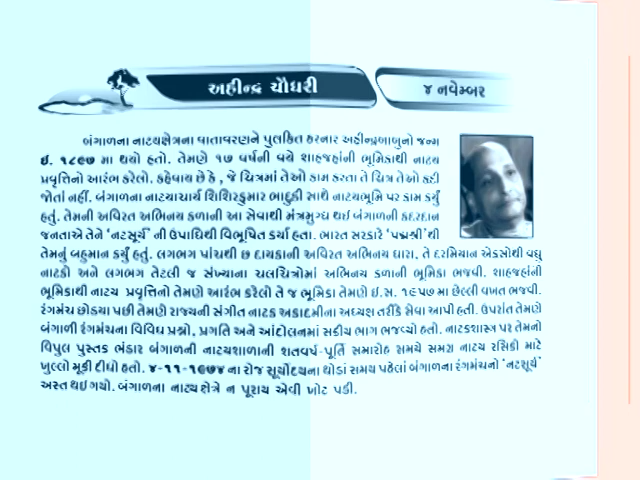 અહીન્દ્ર ચૌધરી
૪ નવેમ્બર
બંગાળના નાટ્યક્ષેત્રના વાતાવરણને પુલકિત કરનાર અહીન્દ્રબાબુનો જન્મ
ઇ. ૧૮૯૭ મા થયો હતો. તેમણે ૧૭ વર્ષની વયે શાહજહાંની ભૂમિકાથી નાટ્ય
પ્રવૃત્તિનો આરંભ કરેલો. કહેવાય છે કે , જે ચિત્રમાં તેઓ કામ કરતા તે ચિત્ર તેઓ કદી
જોતાં નહીં. બંગાળના નાટ્યાચાર્ય શિશિરકુમાર ભાદુકી સાથે નાટ્યભૂમિ પર કામ કર્યું
હતું. તેમની અવિરત અભિનય કળાની આ સેવાથી મંત્રમુગ્ધ થઈ બંગાળની કદરદાન
જનતાએ તેને ‘નટસૂર્ય’ ની ઉપાધિથી વિભૂષિત કર્યા હતા. ભારત સરકારે ‘પદ્મશ્રી’થી
તેમનું બહુમાન કર્યું હતું. લગભગ પાંચથી છ દાયકાની અવિરત અભિનય ધારા, તે દરમિયાન એકસોથી વધુ
નાટકો અને લગભગ તેટલી જ સંખ્યાના ચલચિત્રોમાં અભિનય કળાની ભૂમિકા ભજવી. શાહજહાંની
ભૂમિકાથી નાટ્ય પ્રવૃત્તિનો તેમણે આરંભ કરેલો તે જ ભૂમિકા તેમણે ઈ.સ. ૧૯૫૭ મા છેલ્લી વખત ભજવી.
રંગમંચ છોડયા પછી તેમણે રાજ્યની સંગીત નાટક અકાદમીના અધ્યક્ષ તરીકે સેવા આપી હતી. ઉપરાંત તેમણે
બંગાળી રંગમંચના વિવિધ પ્રશ્નો, પ્રગતિ અને આંદોલનમાં સક્રીય ભાગ ભજવ્યો હતો. નાટકશાસ્ત્ર પર તેમનો
વિપુલ પુસ્તક ભંડાર બંગાળની નાટ્યશાળાની શતવર્ષ-પૂર્તિ સમારોહ સમયે સમગ્ર નાટ્ય રસિકો માટે
ખુલ્લો મૂકી દીધો હતો. ૪-૧૧-૧૯૭૪ ના રોજ સૂર્યોદયના થોડાં સમય પહેલાં બંગાળના રંગમંચનો ‘નટસૂર્ય’
અસ્ત થઈ ગયો. બંગાળના નાટ્ય ક્ષેત્રે ન પૂરાય એવી ખોટ પડી.